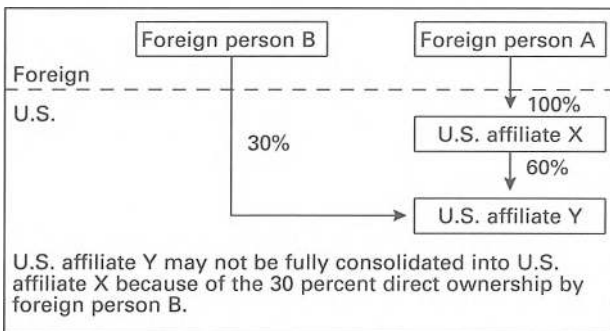 Foreign person B
Foreign person A
Foreign
U.S.
100%
U.S. affiliate X
30%
60%
U.S. affiliate Y
U.S. affiliate Y may not be fully consolidated into U.S.
affiliate X because of the 30 percent direct ownership by
foreign person B.